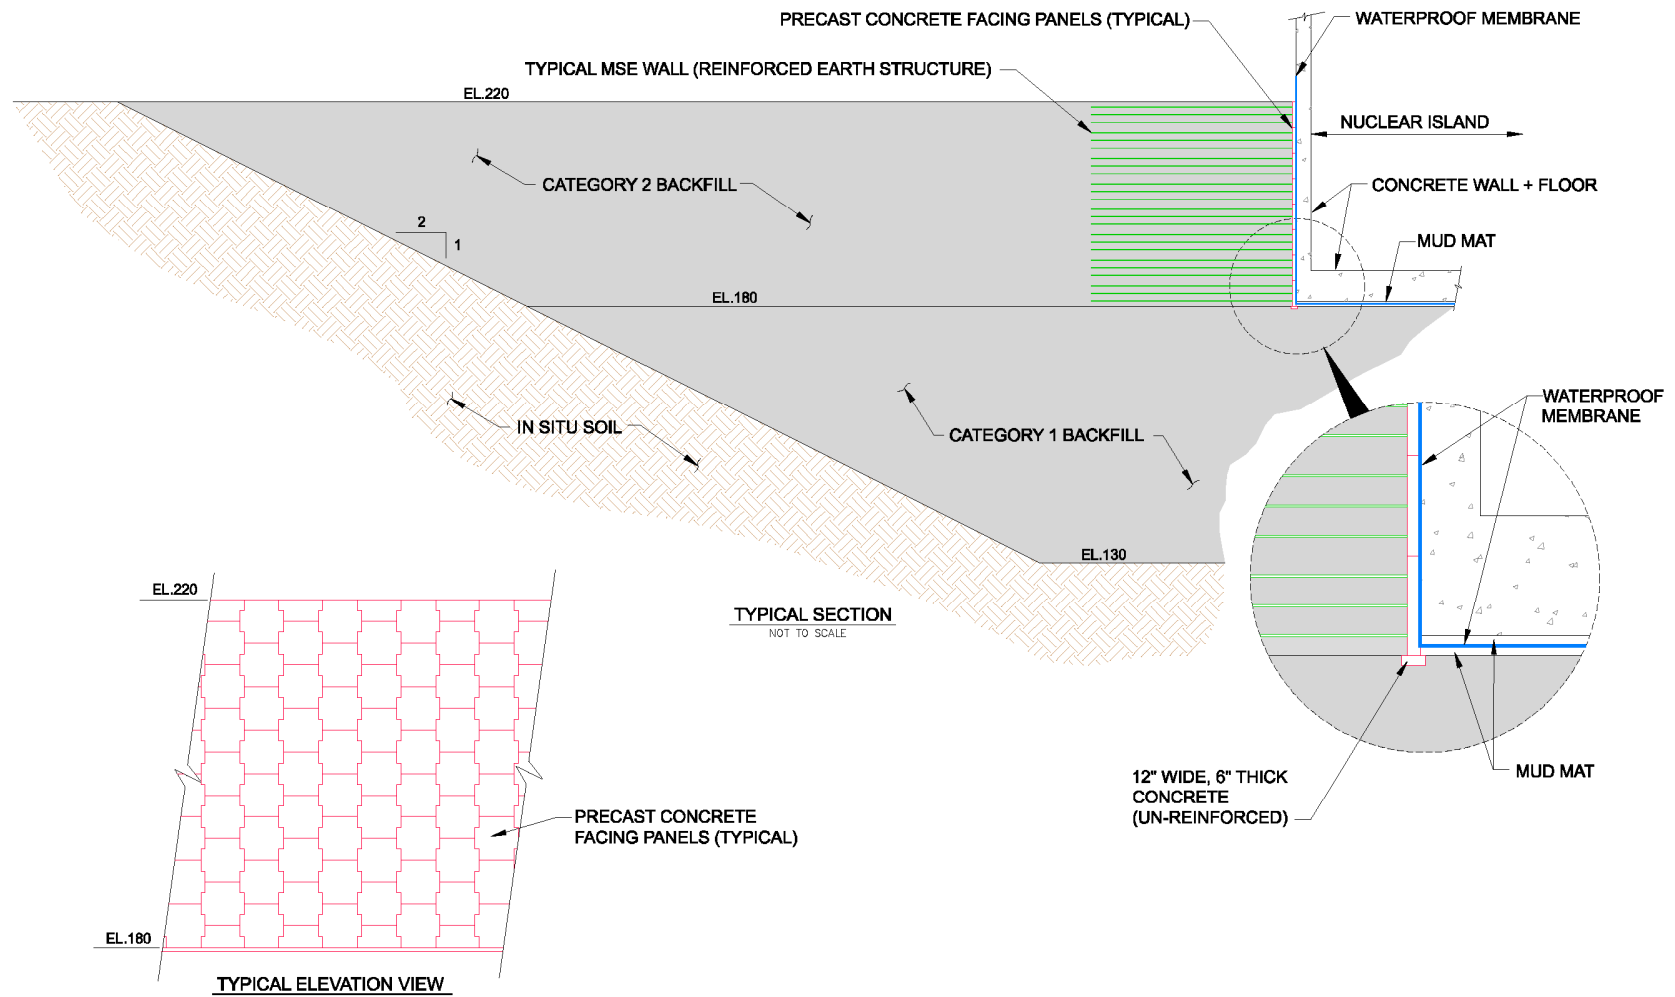 PRECAST CONCRETE FACING PANELS (TYPICAL)
WATERPROOF MEMBRANE
TYPICAL MSE WALL (REINFORCED EARTH STRUCTURE)
EL.220
NUCLEAR ISLAND
CATEGORY 2 BACKFILL
CONCRETE WALL + FLOOR
2
1
MUD MAT
EL.180
WATERPROOF
MEMBRANE
IN SITU SOIL
CATEGORY 1 BACKFILL
EL.130
EL.220
TYPICAL SECTION
NOT TO SCALE
12" WIDE, 6" THICK
CONCRETE
(UN-REINFORCED)
MUD MAT
PRECAST CONCRETE
FACING PANELS (TYPICAL)
EL.180
TYPICAL ELEVATION VIEW